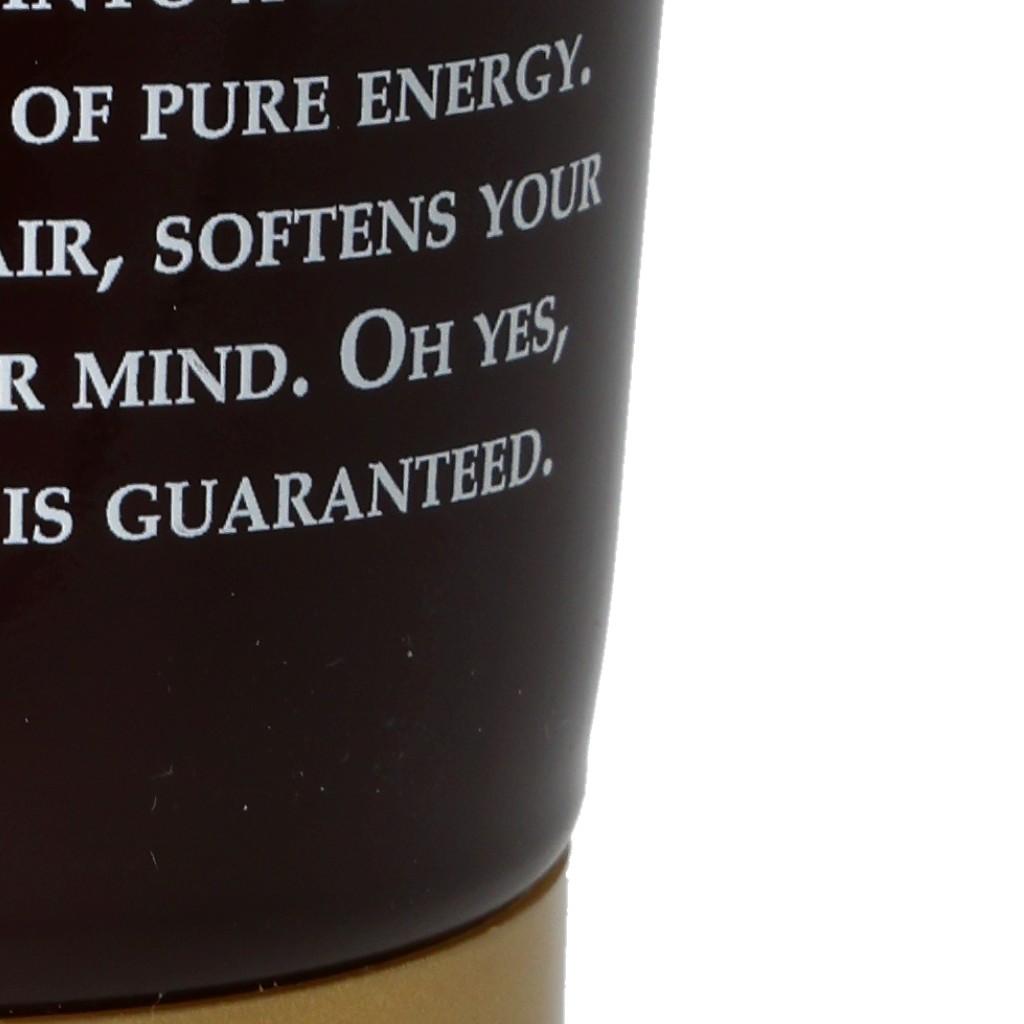 OF PURE ENERGY.
AIR, SOFTENS YOUR
R MIND. OH YES,
IS GUARANTEED.